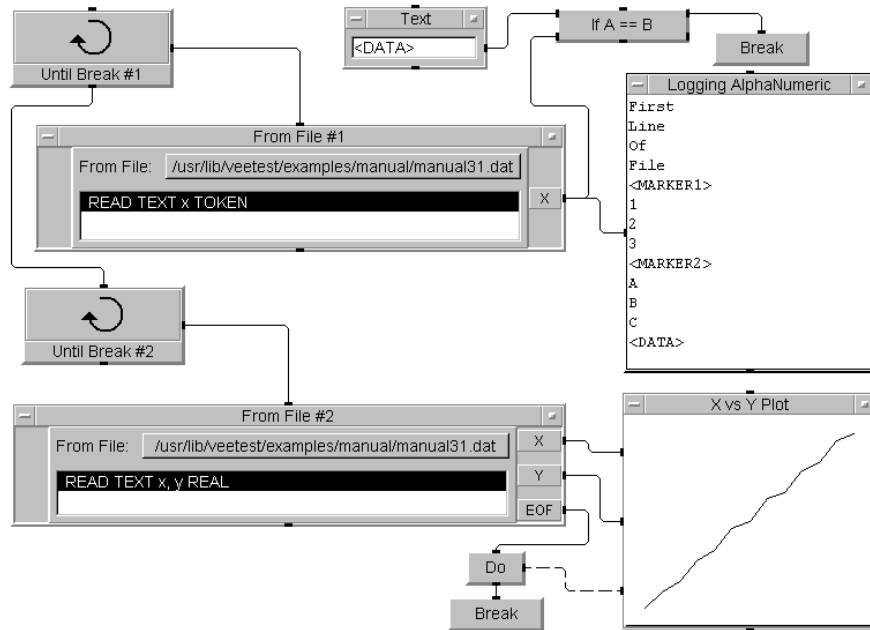 Until Break #1
Text
<DATA>
If A == B
Break
From File #1
From File: /usr/lib/veetest/examples/manual/manual31.dat
READ TEXT x TOKEN
X
Logging AlphaNumeric
First
Line
Of
File
<MARKER1>
1
2
3
<MARKER2>
A
B
C
<DATA>
Until Break #2
From File #2
From File: /usr/lib/veetest/examples/manual/manual31.dat
READ TEXT x, y REAL
X
Y
EOF
X vs Y Plot
Do
Break